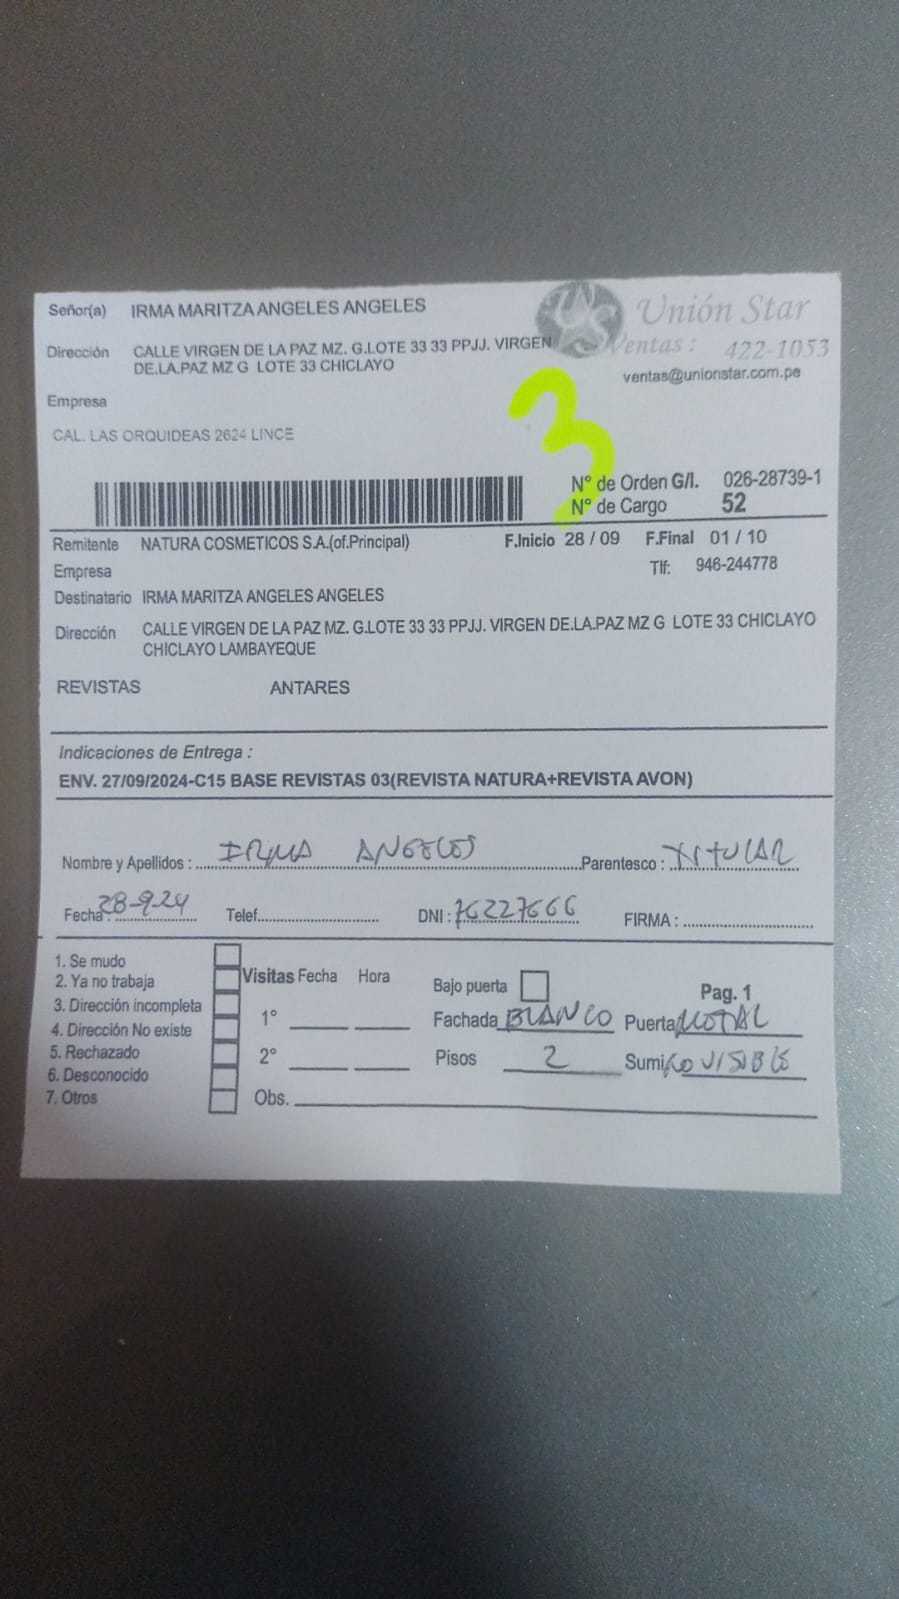 Señor(a) IRMA MARITZA ANGELES ANGELES
Unión Star
Dirección CALLE VIRGEN DE LA PAZ MZ. G.LOTE 33 33 PPJJ. VIRGEN
DE.LA.PAZ MZ G LOTE 33 CHICLAYO
Ventas : 422-1053
ventas@unionstar.com.pe
Empresa
3
CAL. LAS ORQUIDEAS 2624 LINCE
N° de Orden G/I. 026-28739-1
N° de Cargo 52
Remitente NATURA COSMETICOS S.A.(of.Principal) F.Inicio 28 / 09 F.Final 01 / 10
Empresa Tlf: 946-244778
Destinatario IRMA MARITZA ANGELES ANGELES
Dirección CALLE VIRGEN DE LA PAZ MZ. G.LOTE 33 33 PPJJ. VIRGEN DE.LA.PAZ MZ G LOTE 33 CHICLAYO
CHICLAYO LAMBAYEQUE
REVISTAS ANTARES
Indicaciones de Entrega :
ENV. 27/09/2024-C15 BASE REVISTAS 03(REVISTA NATURA+REVISTA AVON)
Nombre y Apellidos : IRMA ANGELES Parentesco : TITULAR
Fecha : 28-9-24 Telef. DNI : 76227666 FIRMA :
1. Se mudo
2. Ya no trabaja
3. Dirección incompleta
4. Dirección No existe
5. Rechazado
6. Desconocido
7. Otros
Visitas Fecha Hora
1°
2°
Obs.
Bajo puerta Pag. 1
Fachada BLANCO Puerta METAL
Pisos 2 Sumi NO VISIBLE